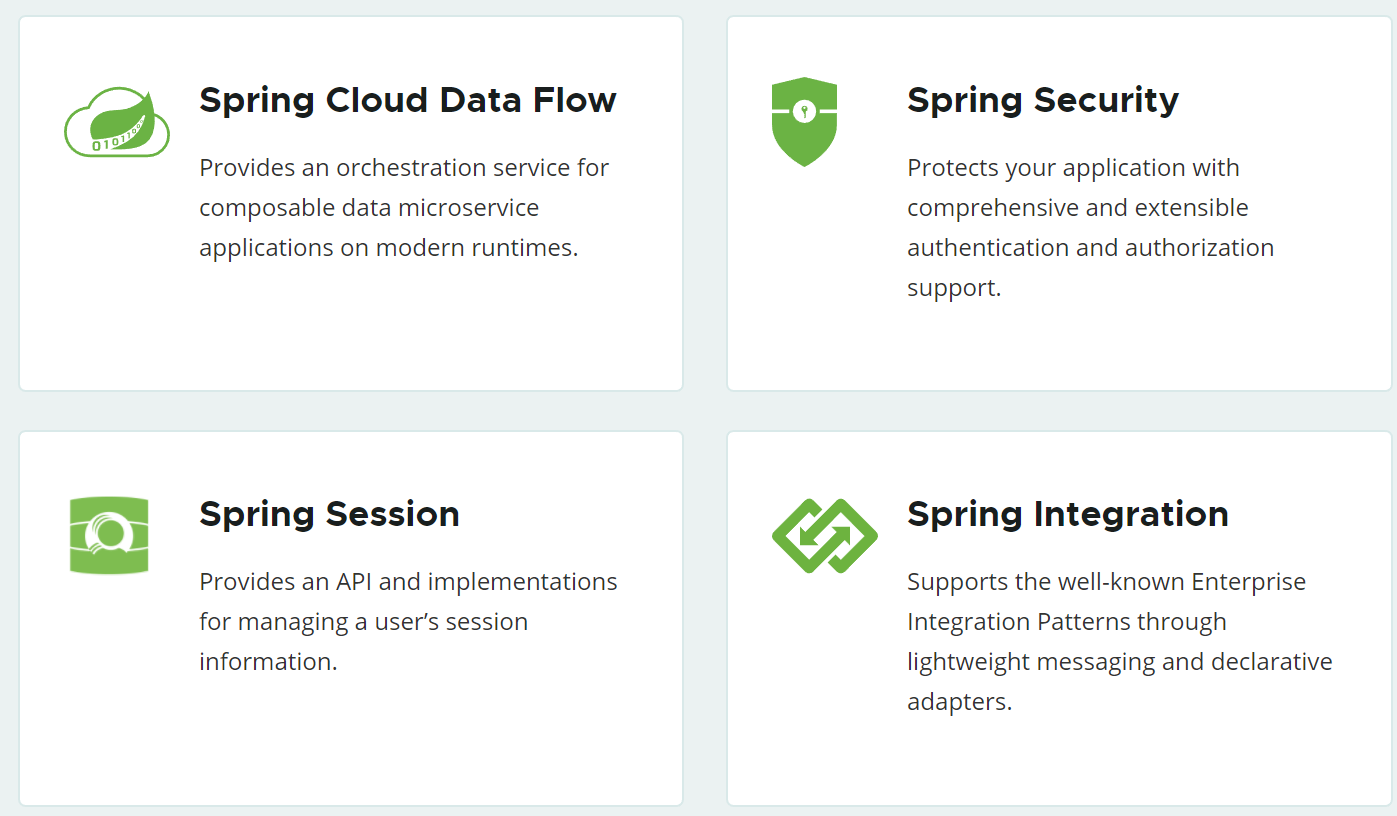 Spring Cloud Data Flow
Provides an orchestration service for
composable data microservice
applications on modern runtimes.
Spring Security
Protects your application with
comprehensive and extensible
authentication and authorization
support.
Spring Session
Provides an API and implementations
for managing a user’s session
information.
Spring Integration
Supports the well-known Enterprise
Integration Patterns through
lightweight messaging and declarative
adapters.